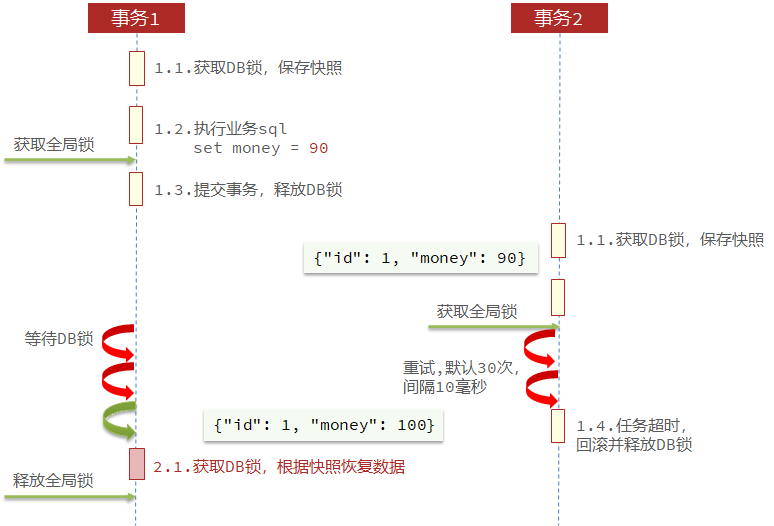 事务1
事务2
1.1.获取DB锁，保存快照
1.2.执行业务sql
set money = 90
获取全局锁
1.3.提交事务，释放DB锁
1.1.获取DB锁，保存快照
{"id": 1, "money": 90}
获取全局锁
等待DB锁
重试,默认30次，
间隔10毫秒
{"id": 1, "money": 100}
1.4.任务超时，
回滚并释放DB锁
2.1.获取DB锁，根据快照恢复数据
释放全局锁